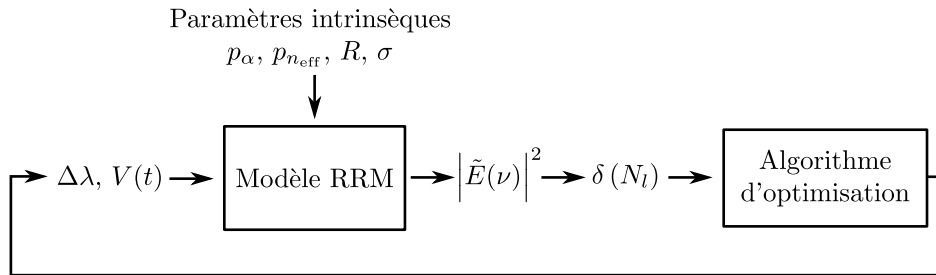 Paramètres intrinsèques
p_α, p_{n_eff}, R, σ
Δλ, V(t)
Modèle RRM
|Ẽ(ν)|²
δ (N_l)
Algorithme
d'optimisation